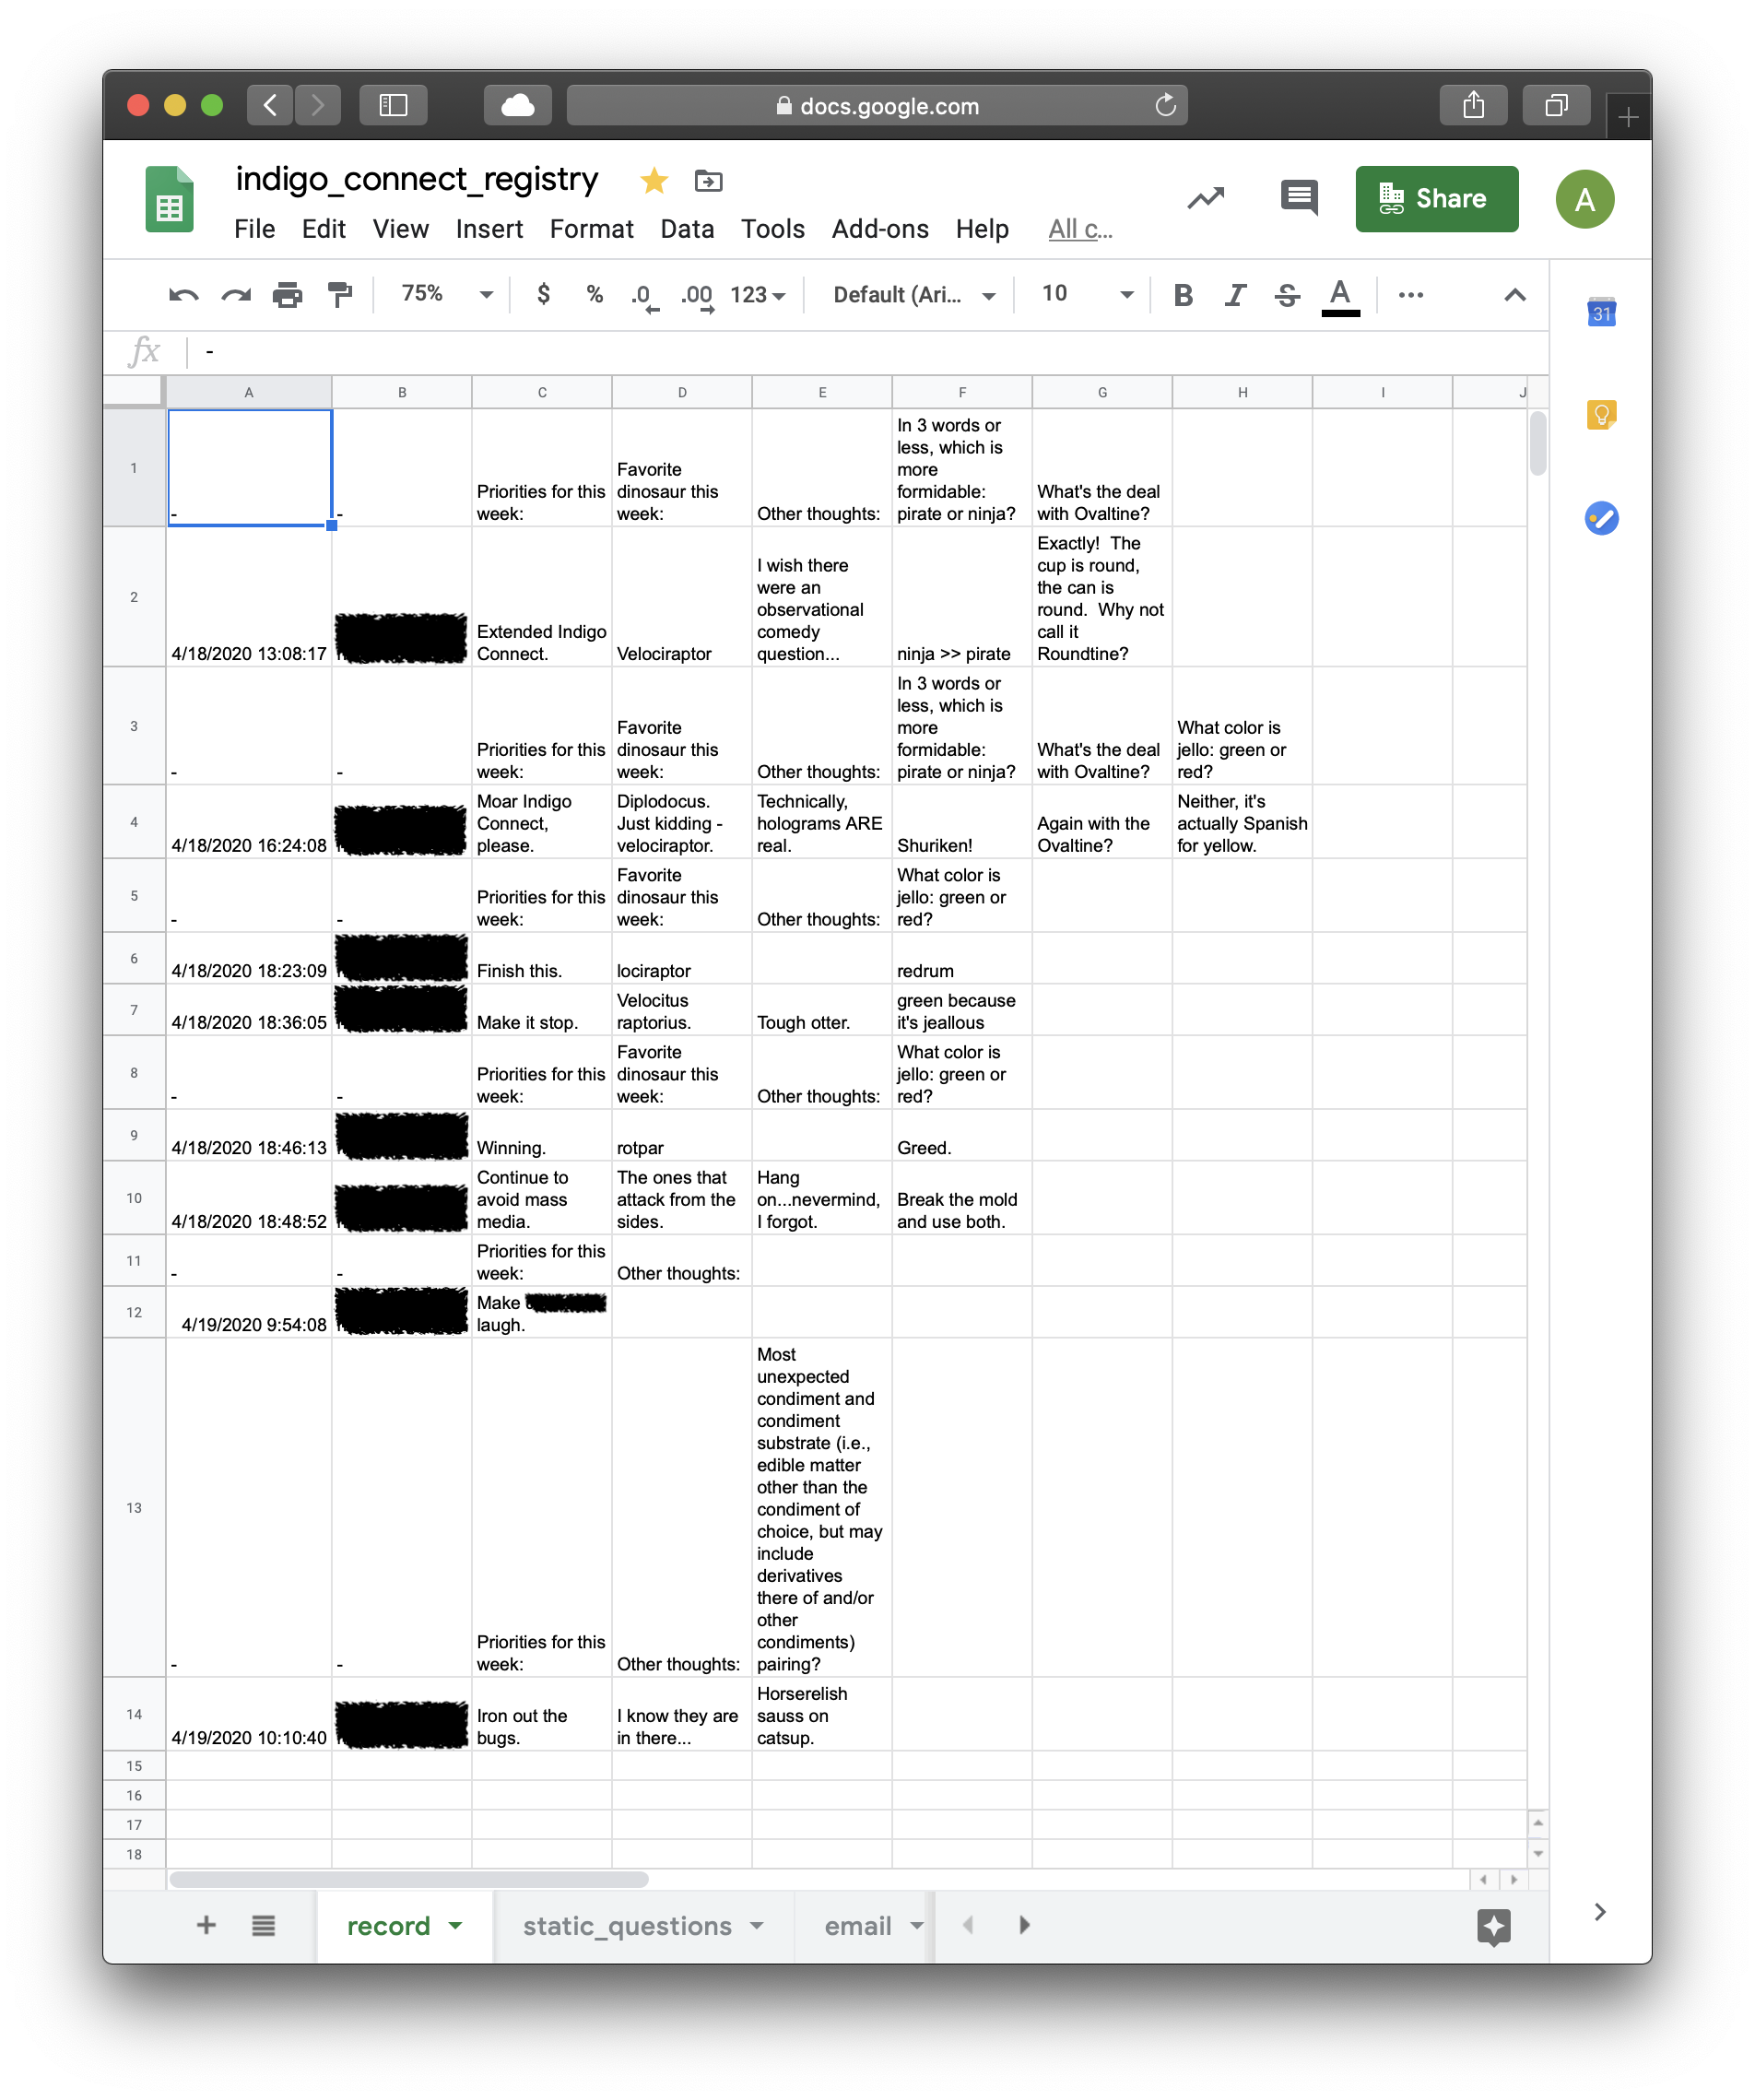 docs.google.com
indigo_connect_registry
Share
A
File Edit View Insert Format Data Tools Add-ons Help All c...
75% $ % .0 .00 123 Default (Ari... 10 B I S A
31
fx -
A B C D E F G H I J
1
-
-
Priorities for this
week:
Favorite
dinosaur this
week:
Other thoughts:
In 3 words or
less, which is
more
formidable:
pirate or ninja?
What's the deal
with Ovaltine?
2
4/18/2020 13:08:17
Extended Indigo
Connect.
Velociraptor
I wish there
were an
observational
comedy
question...
ninja >> pirate
Exactly!  The
cup is round,
the can is
round.  Why not
call it
Roundtine?
3
-
-
Priorities for this
week:
Favorite
dinosaur this
week:
Other thoughts:
In 3 words or
less, which is
more
formidable:
pirate or ninja?
What's the deal
with Ovaltine?
What color is
jello: green or
red?
4
4/18/2020 16:24:08
Moar Indigo
Connect,
please.
Diplodocus.
Just kidding -
velociraptor.
Technically,
holograms ARE
real.
Shuriken!
Again with the
Ovaltine?
Neither, it's
actually Spanish
for yellow.
5
-
-
Priorities for this
week:
Favorite
dinosaur this
week:
Other thoughts:
What color is
jello: green or
red?
6
4/18/2020 18:23:09
Finish this.
lociraptor
redrum
7
4/18/2020 18:36:05
Make it stop.
Velocitus
raptorius.
Tough otter.
green because
it's jeallous
8
-
-
Priorities for this
week:
Favorite
dinosaur this
week:
Other thoughts:
What color is
jello: green or
red?
9
4/18/2020 18:46:13
Winning.
rotpar
Greed.
10
4/18/2020 18:48:52
Continue to
avoid mass
media.
The ones that
attack from the
sides.
Hang
on...nevermind,
I forgot.
Break the mold
and use both.
11
-
-
Priorities for this
week:
Other thoughts:
12
4/19/2020 9:54:08
Make
laugh.
13
-
-
Priorities for this
week:
Other thoughts:
Most
unexpected
condiment and
condiment
substrate (i.e.,
edible matter
other than the
condiment of
choice, but may
include
derivatives
there of and/or
other
condiments)
pairing?
14
4/19/2020 10:10:40
Iron out the
bugs.
I know they are
in there...
Horserelish
sauss on
catsup.
15
16
17
18
record static_questions email